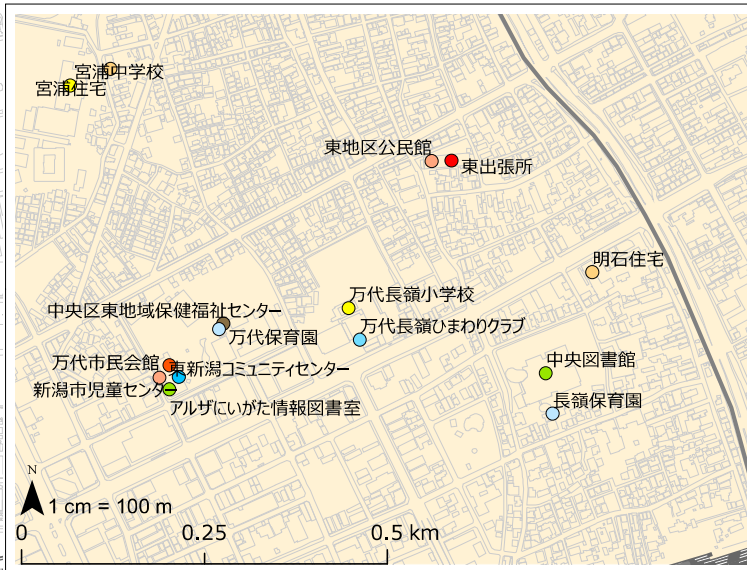 宮浦中学校
宮浦住宅
東地区公民館
東出張所
明石住宅
万代長嶺小学校
中央区東地域保健福祉センター
万代保育園
万代長嶺ひまわりクラブ
万代市民会館
東新潟コミュニティセンター
中央図書館
新潟市児童センター
アルザにいがた情報図書室
長嶺保育園
N
1 cm = 100 m
0 0.25 0.5 km